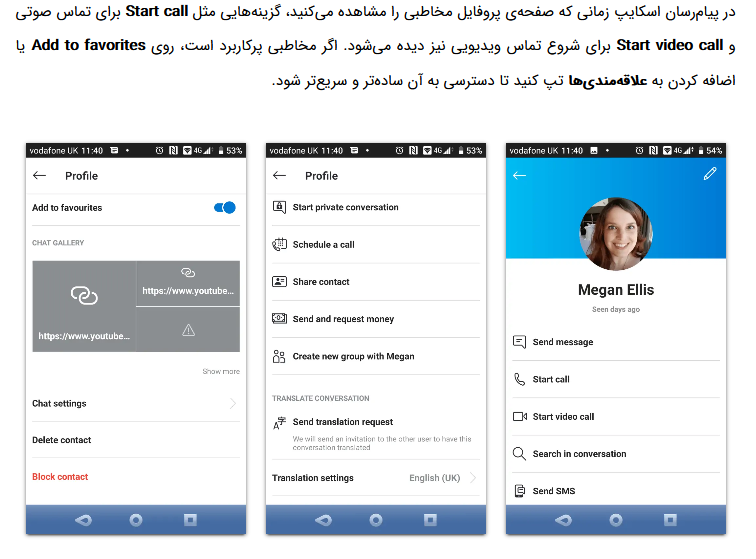 در پیام‌رسان اسکایپ زمانی که صفحه‌ی پروفایل مخاطبی را مشاهده می‌کنید، گزینه‌هایی مثل Start call برای تماس صوتی
و Start video call برای شروع تماس ویدیویی نیز دیده می‌شود. اگر مخاطبی پرکاربرد است، روی Add to favorites یا
اضافه کردن به علاقه‌مندی‌ها تپ کنید تا دسترسی به آن ساده‌تر و سریع‌تر شود.
vodafone UK 11:40 4G 53%
Profile
Add to favourites
CHAT GALLERY
https://www.youtube...
https://www.youtube...
Show more
Chat settings
Delete contact
Block contact
vodafone UK 11:40 4G 53%
Profile
Start private conversation
Schedule a call
Share contact
Send and request money
Create new group with Megan
TRANSLATE CONVERSATION
Send translation request
We will send an invitation to the other user to have this
conversation translated
Translation settings English (UK)
vodafone UK 11:40 4G 54%
Megan Ellis
Seen days ago
Send message
Start call
Start video call
Search in conversation
Send SMS